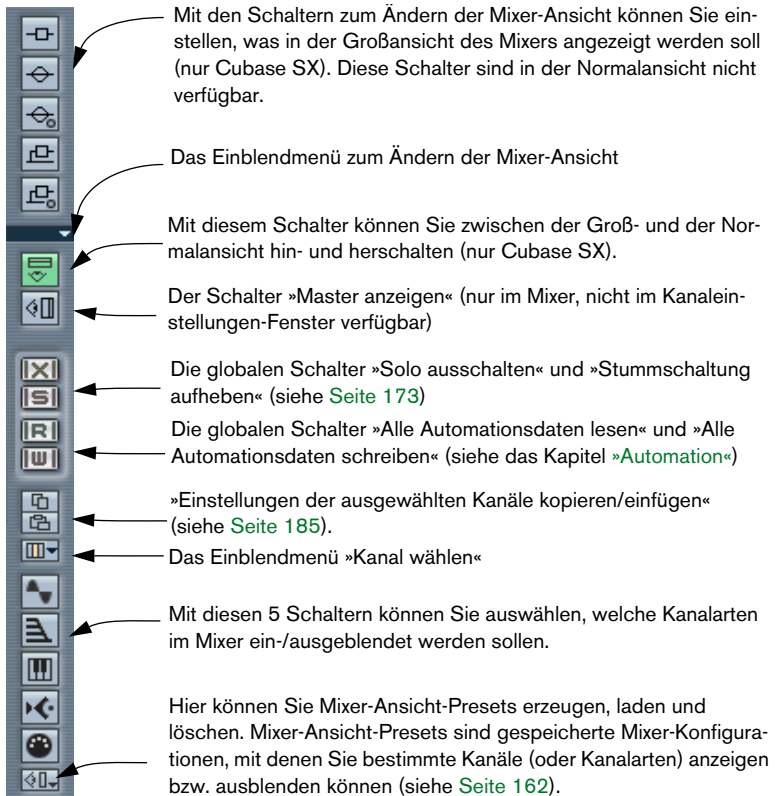 Mit den Schaltern zum Ändern der Mixer-Ansicht können Sie ein-
stellen, was in der Großansicht des Mixers angezeigt werden soll
(nur Cubase SX). Diese Schalter sind in der Normalansicht nicht
verfügbar.
Das Einblendmenü zum Ändern der Mixer-Ansicht
Mit diesem Schalter können Sie zwischen der Groß- und der Nor-
malansicht hin- und herschalten (nur Cubase SX).
Der Schalter »Master anzeigen« (nur im Mixer, nicht im Kanalein-
stellungen-Fenster verfügbar)
X
S
Die globalen Schalter »Solo ausschalten« und »Stummschaltung
aufheben« (siehe Seite 173)
R
W
Die globalen Schalter »Alle Automationsdaten lesen« und »Alle
Automationsdaten schreiben« (siehe das Kapitel »Automation«)
»Einstellungen der ausgewählten Kanäle kopieren/einfügen«
(siehe Seite 185).
Das Einblendmenü »Kanal wählen«
Mit diesen 5 Schaltern können Sie auswählen, welche Kanalarten
im Mixer ein-/ausgeblendet werden sollen.
Hier können Sie Mixer-Ansicht-Presets erzeugen, laden und
löschen. Mixer-Ansicht-Presets sind gespeicherte Mixer-Konfigura-
tionen, mit denen Sie bestimmte Kanäle (oder Kanalarten) anzeigen
bzw. ausblenden können (siehe Seite 162).